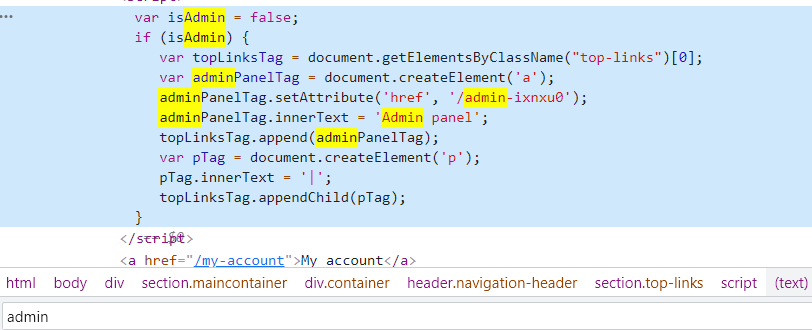 var isAdmin = false;
if (isAdmin) {
var topLinksTag = document.getElementsByClassName("top-links")[0];
var adminPanelTag = document.createElement('a');
adminPanelTag.setAttribute('href', '/admin-ixnxu0');
adminPanelTag.innerText = 'Admin panel';
topLinksTag.append(adminPanelTag);
var pTag = document.createElement('p');
pTag.innerText = '|';
topLinksTag.appendChild(pTag);
}
</script>
<a href="/my-account">My account</a>
html body div section.maincontainer div.container header.navigation-header section.top-links script (text)
admin